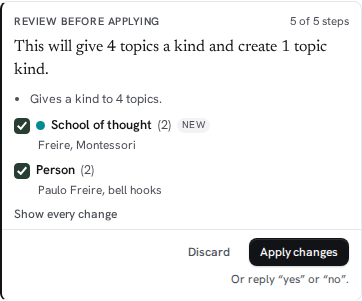 REVIEW BEFORE APPLYING 5 of 5 steps
This will give 4 topics a kind and create 1 topic
kind.
• Gives a kind to 4 topics.
School of thought (2) NEW
Freire, Montessori
Person (2)
Paulo Freire, bell hooks
Show every change
Discard Apply changes
Or reply “yes” or “no”.